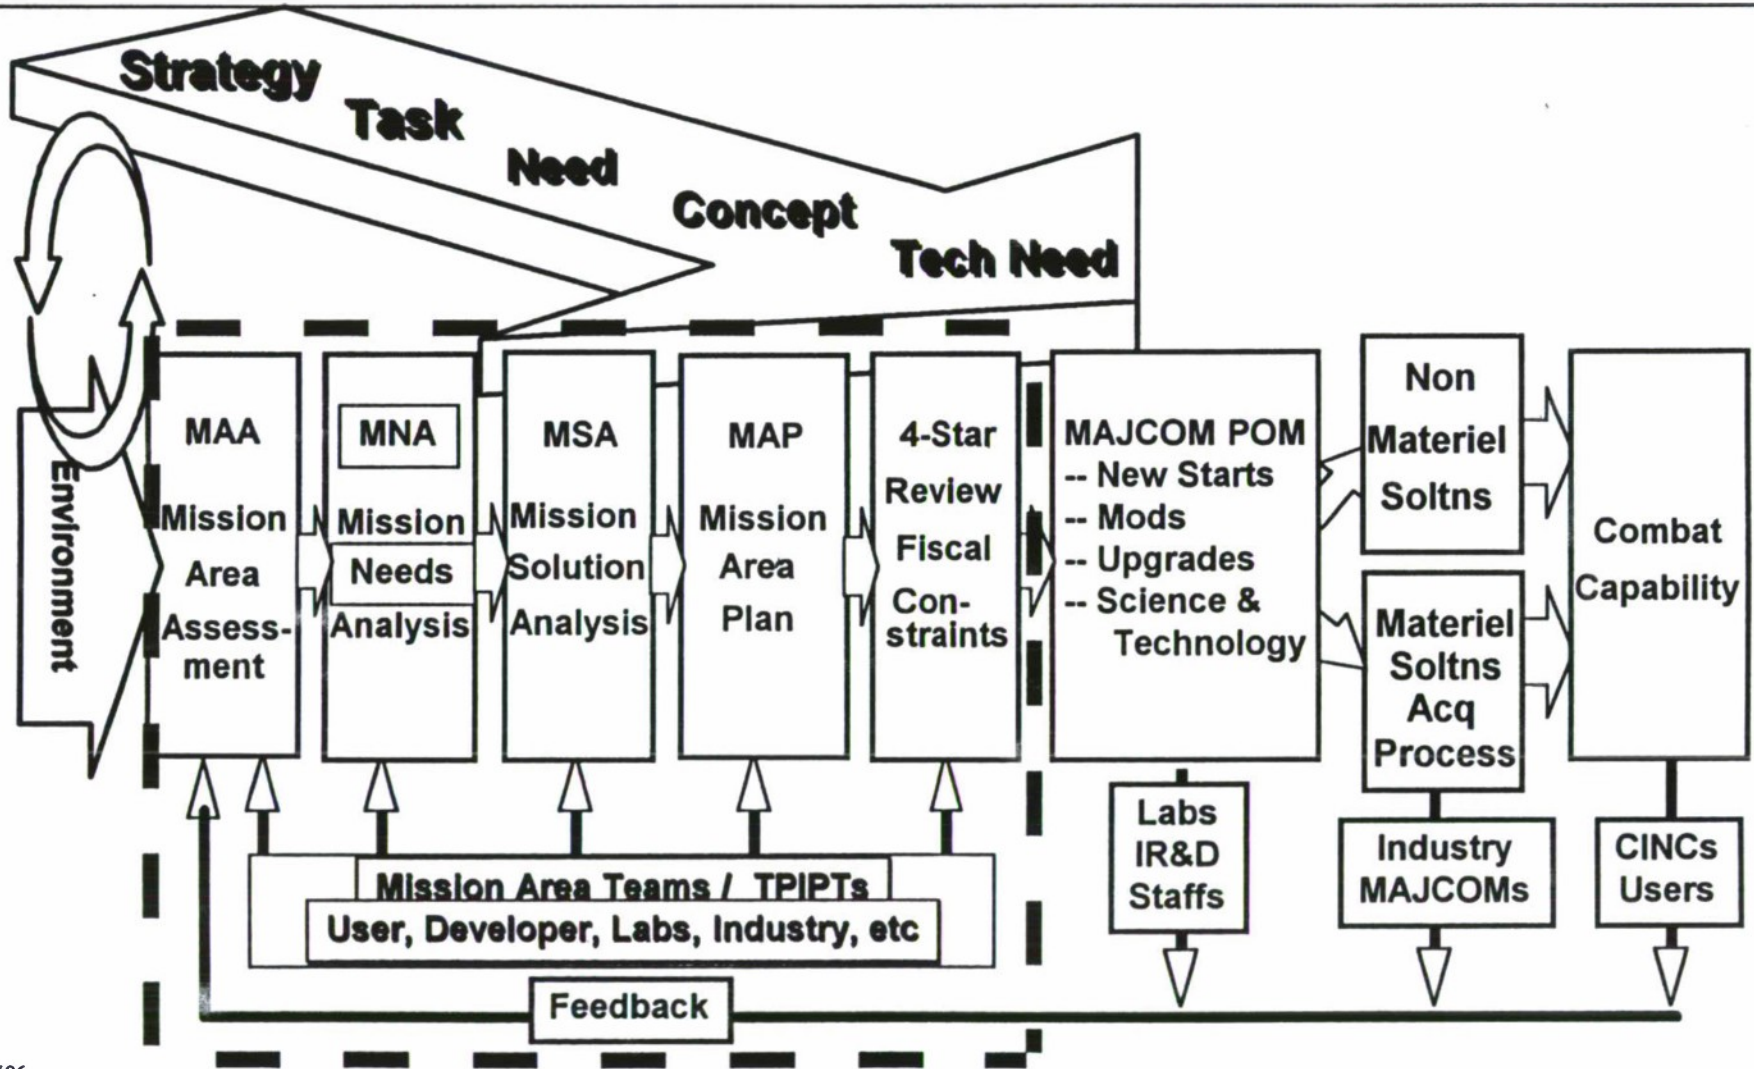 Strategy
Task
Need
Concept
Tech Need
Environment
MAA
Mission
Area
Assess-
ment
MNA
Mission
Needs
Analysis
MSA
Mission
Solution
Analysis
MAP
Mission
Area
Plan
4-Star
Review
Fiscal
Con-
straints
MAJCOM POM
-- New Starts
-- Mods
-- Upgrades
-- Science &
Technology
Non
Materiel
Soltns
Materiel
Soltns
Acq
Process
Combat
Capability
Mission Area Teams / TPIPTs
User, Developer, Labs, Industry, etc
Labs
IR&D
Staffs
Industry
MAJCOMs
CINCs
Users
Feedback